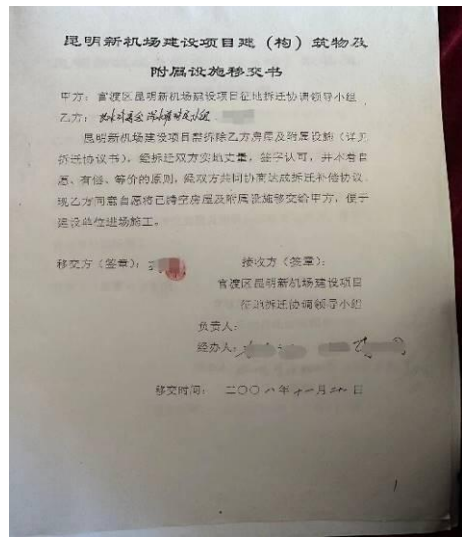 昆明新机场建设项目建（构）筑物及
附属设施移交书
甲方：官渡区昆明新机场建设项目征地拆迁协调领导小组
乙方：
昆明新机场建设项目需拆除乙方房屋及附属设施（详见
拆迁协议书），经拆迁双方实地丈量，签字认可，并本着自
愿、有偿、等价的原则，经双方共同协商达成拆迁补偿协议，
现乙方同意自愿将已腾空房屋及附属设施移交给甲方，便于
建设单位进场施工。
移交方（签章）： 接收方（签章）：
官渡区昆明新机场建设项目
征地拆迁协调领导小组
负责人：
经办人：
移交时间： 二〇〇八年十一月二十日
1